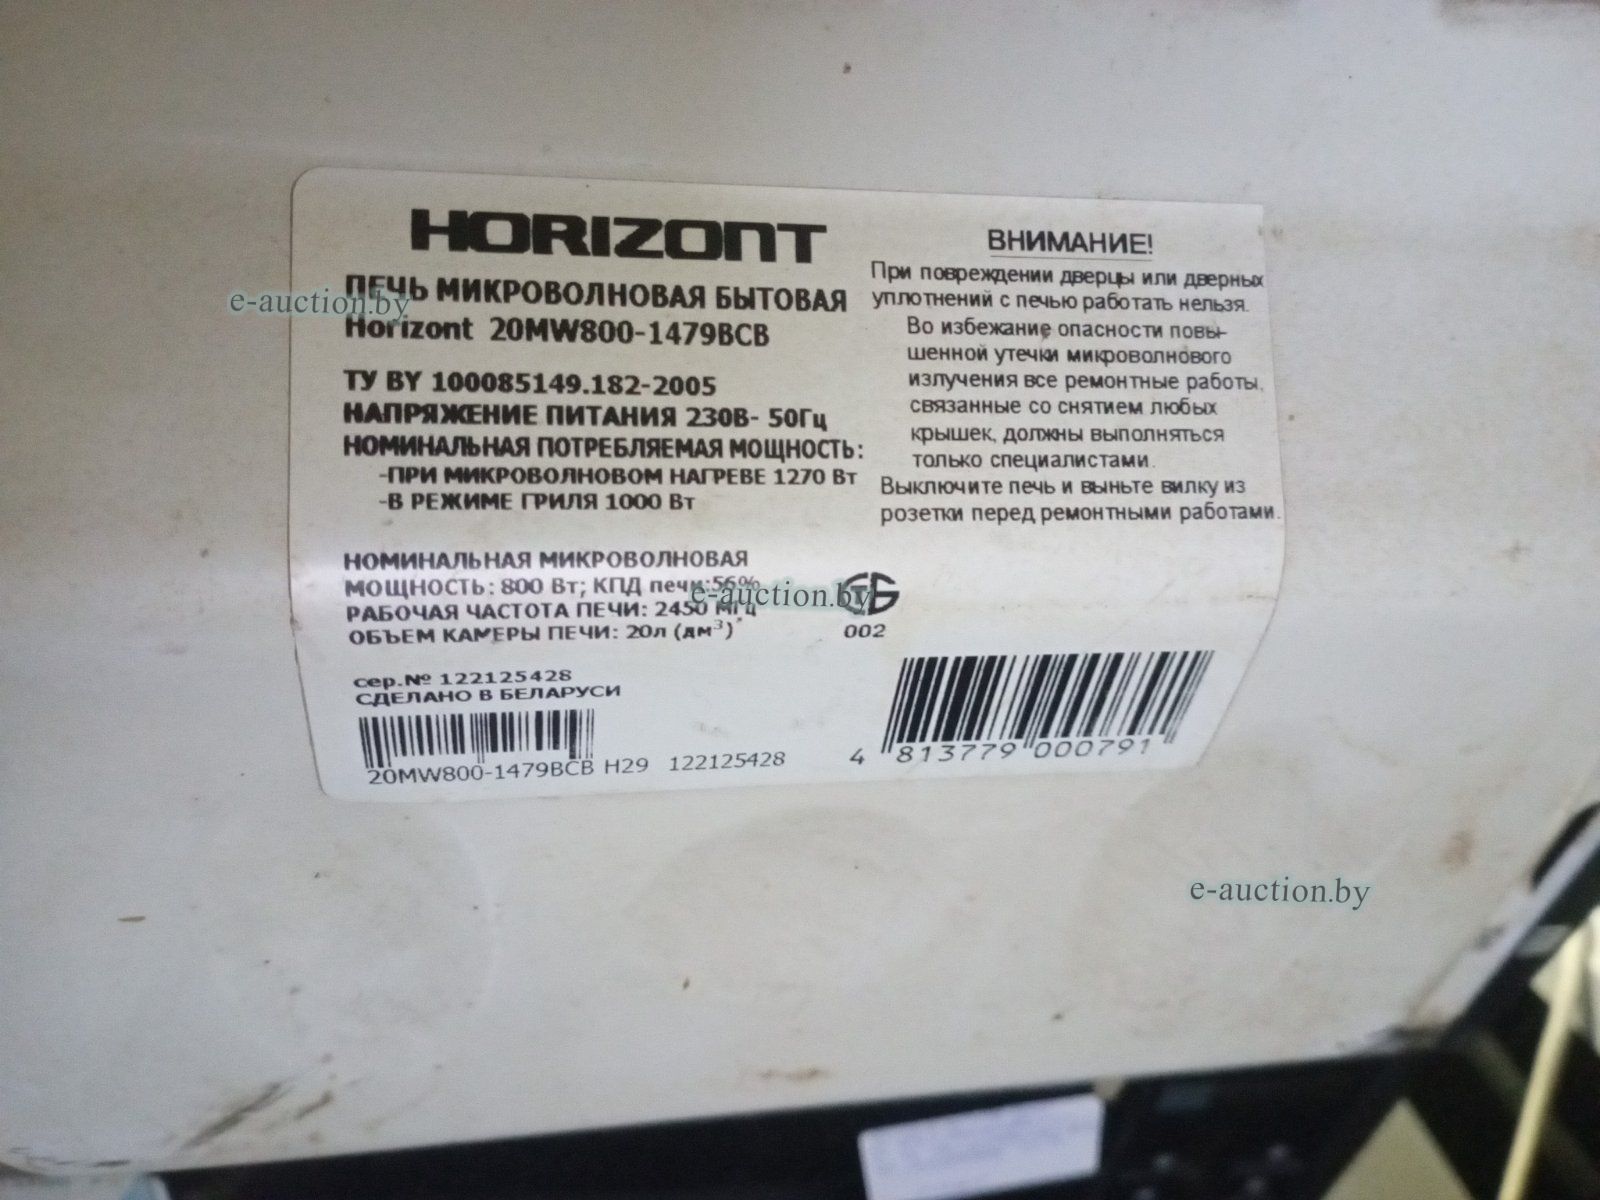 HORIZONT
ПЕЧЬ МИКРОВОЛНОВАЯ БЫТОВАЯ
Horizont 20MW800-1479BCB
ТУ BY 100085149.182-2005
НАПРЯЖЕНИЕ ПИТАНИЯ 230В- 50Гц
НОМИНАЛЬНАЯ ПОТРЕБЛЯЕМАЯ МОЩНОСТЬ:
-ПРИ МИКРОВОЛНОВОМ НАГРЕВЕ 1270 Вт
-В РЕЖИМЕ ГРИЛЯ 1000 Вт
НОМИНАЛЬНАЯ МИКРОВОЛНОВАЯ
МОЩНОСТЬ: 800 Вт; КПД печи:56%
РАБОЧАЯ ЧАСТОТА ПЕЧИ: 2450 МГц
ОБЪЕМ КАМЕРЫ ПЕЧИ: 20л (дм³)
сер.№ 122125428
СДЕЛАНО В БЕЛАРУСИ
20MW800-1479BCB H29 122125428
ВНИМАНИЕ!
При повреждении дверцы или дверных
уплотнений с печью работать нельзя.
Во избежание опасности повы-
шенной утечки микроволнового
излучения все ремонтные работы,
связанные со снятием любых
крышек, должны выполняться
только специалистами.
Выключите печь и выньте вилку из
розетки перед ремонтными работами.
СТБ
002
4 813779 000791
e-auction.by
e-auction.by
e-auction.by